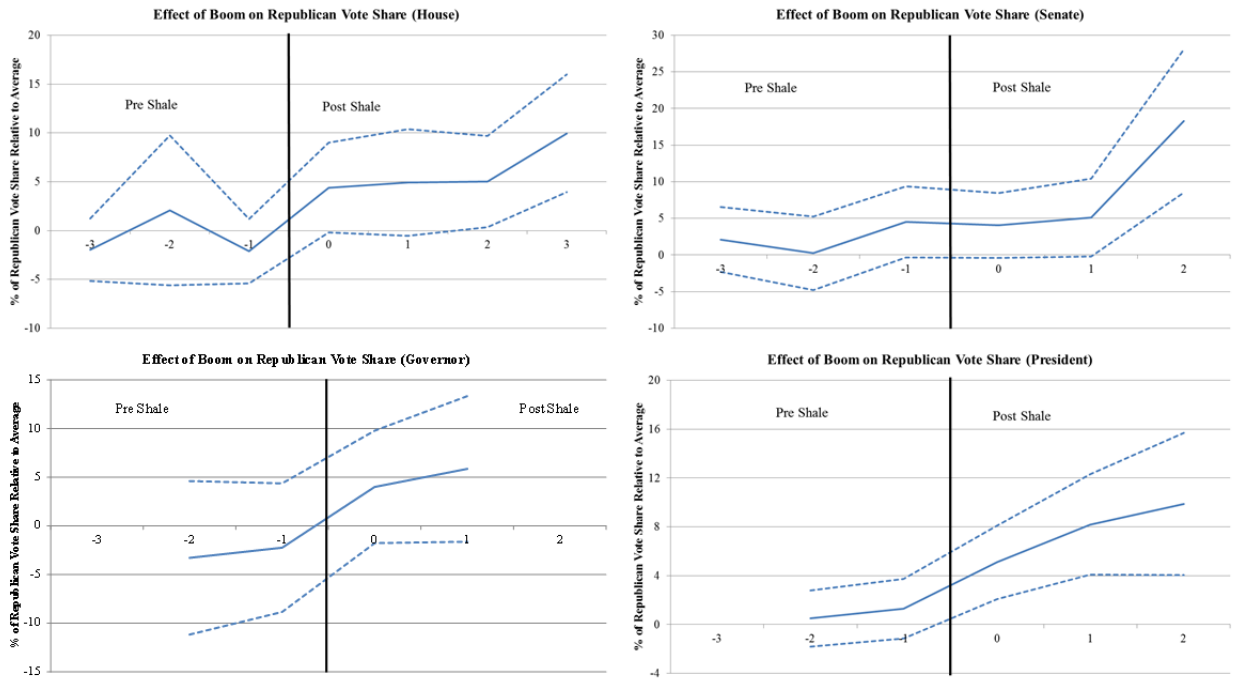 Effect of Boom on Republican Vote Share (House)
% of Republican Vote Share Relative to Average
20
15
10
5
0
-5
-10
Pre Shale
Post Shale
-3 -2 -1 0 1 2 3
Effect of Boom on Republican Vote Share (Senate)
% of Republican Vote Share Relative to Average
30
25
20
15
10
5
0
-5
-10
Pre Shale
Post Shale
-3 -2 -1 0 1 2
Effect of Boom on Republican Vote Share (Governor)
% of Republican Vote Share Relative to Average
15
10
5
0
-5
-10
-15
Pre Shale
Post Shale
-3 -2 -1 0 1 2
Effect of Boom on Republican Vote Share (President)
% of Republican Vote Share Relative to Average
20
16
12
8
4
0
-4
Pre Shale
Post Shale
-3 -2 -1 0 1 2